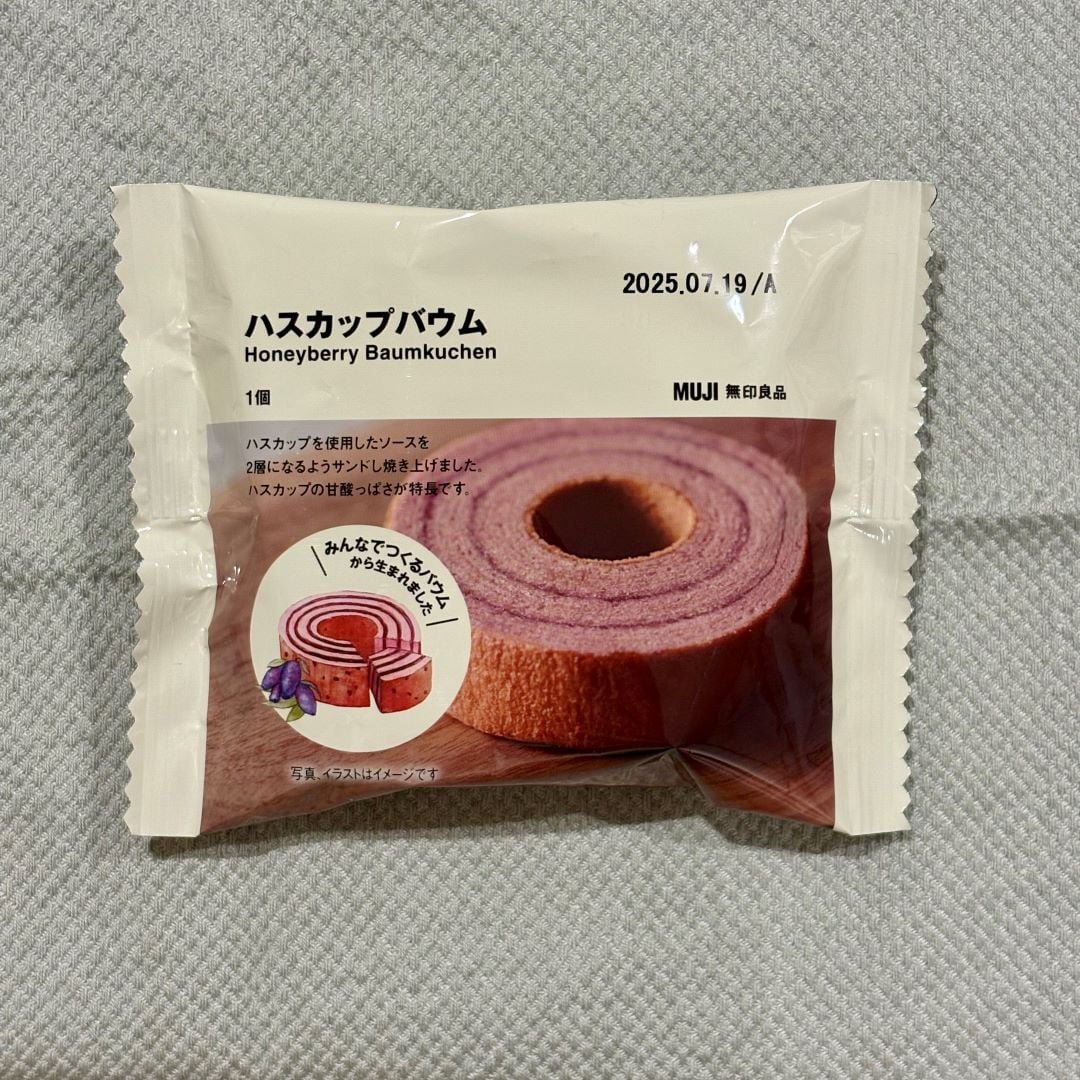 2025.07.19/A
ハスカップバウム
Honeyberry Baumkuchen
1個
MUJI 無印良品
ハスカップを使用したソースを
2層になるようサンドし焼き上げました。
ハスカップの甘酸っぱさが特長です。
みんなでつくるバウム
から生まれました
写真、イラストはイメージです